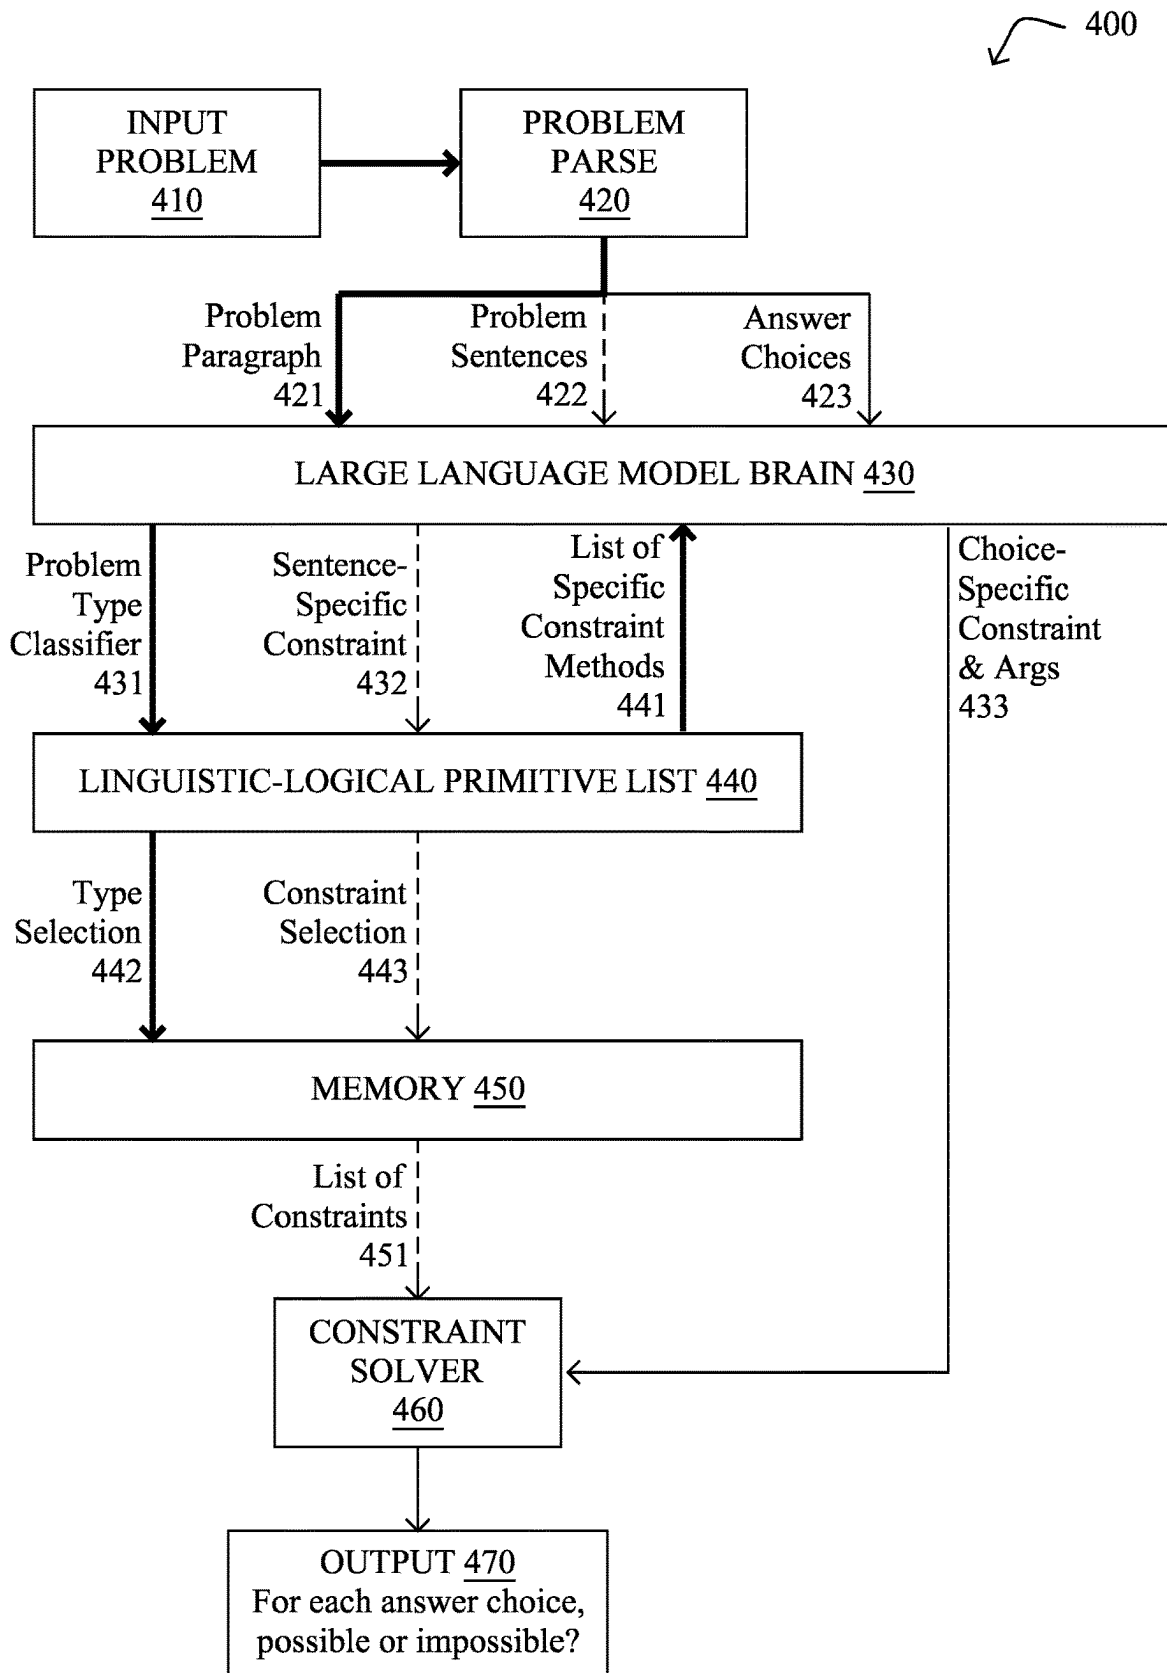 400
INPUT
PROBLEM
410
PROBLEM
PARSE
420
Problem
Paragraph
421
Problem
Sentences
422
Answer
Choices
423
LARGE LANGUAGE MODEL BRAIN 430
Problem
Type
Classifier
431
Sentence-
Specific
Constraint
432
List of
Specific
Constraint
Methods
441
Choice-
Specific
Constraint
& Args
433
LINGUISTIC-LOGICAL PRIMITIVE LIST 440
Type
Selection
442
Constraint
Selection
443
MEMORY 450
List of
Constraints
451
CONSTRAINT
SOLVER
460
OUTPUT 470
For each answer choice,
possible or impossible?